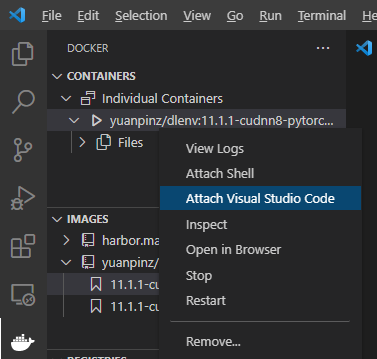 File Edit Selection View Go Run Terminal H
DOCKER
CONTAINERS
Individual Containers
yuanpinz/dlenv:11.1.1-cudnn8-pytorc...
Files
View Logs
Attach Shell
Attach Visual Studio Code
Inspect
Open in Browser
Stop
Restart
Remove...
IMAGES
harbor.ma
yuanpinz/
11.1.1-cu
11.1.1-cu
REGISTRIES